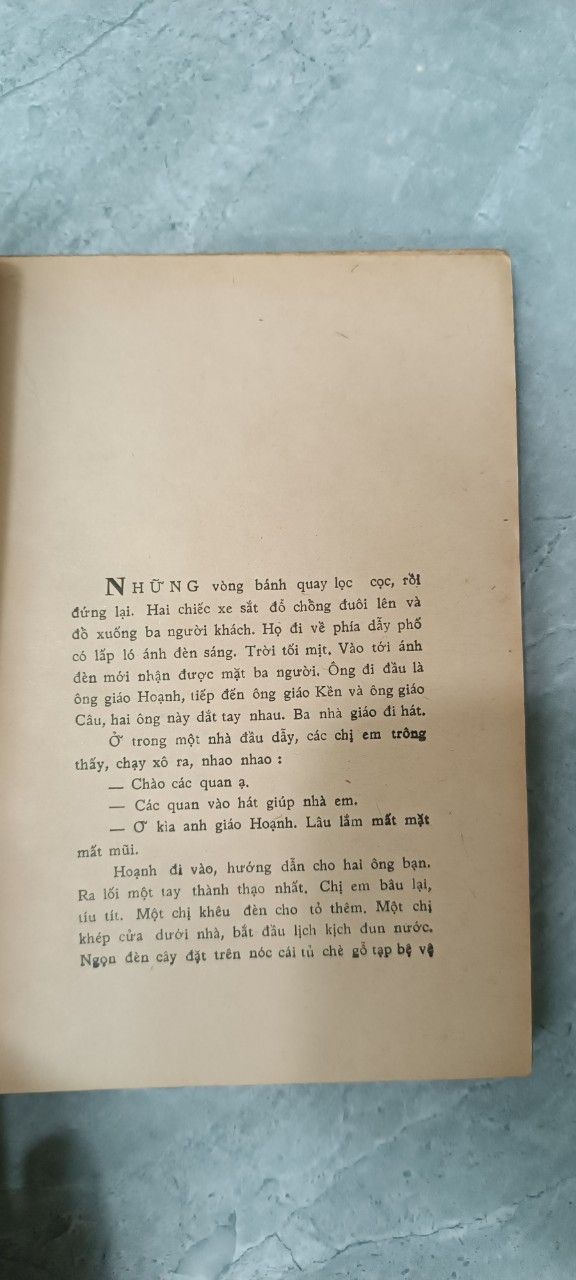 NHỮNG vòng bánh quay lọc cọc, rồi
đứng lại. Hai chiếc xe sắt đổ chồng đuôi lên và
đồ xuống ba người khách. Họ đi về phía dẫy phố
có lấp ló ánh đèn sáng. Trời tối mịt. Vào tới ánh
đèn mới nhận được mặt ba người. Ông đi đầu là
ông giáo Hoạnh, tiếp đến ông giáo Kền và ông giáo
Câu, hai ông này dắt tay nhau. Ba nhà giáo đi hát.
Ở trong một nhà đầu dẫy, các chị em trông
thấy, chạy xô ra, nhao nhao :
— Chào các quan ạ.
— Các quan vào hát giúp nhà em.
— Ơ kìa anh giáo Hoạnh. Lâu lắm mất mặt
mất mũi.
Hoạnh đi vào, hướng dẫn cho hai ông bạn.
Ra lối một tay thành thạo nhất. Chị em bâu lại,
tíu tít. Một chị khêu đèn cho tỏ thêm. Một chị
khép cửa dưới nhà, bắt đầu lịch kịch đun nước.
Ngọn đèn cây đặt trên nóc cái tủ chè gỗ tạp bệ vệ